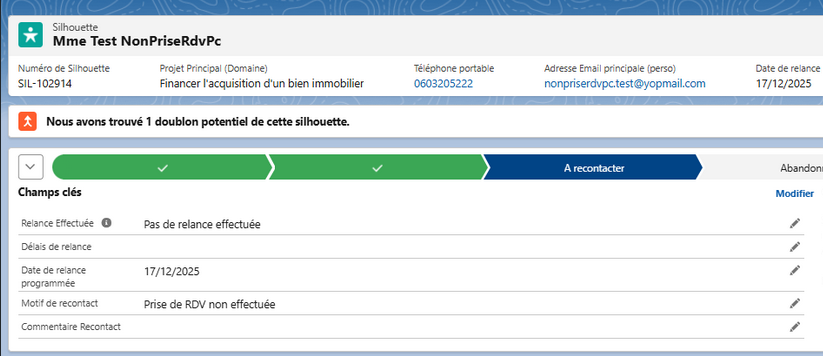 Silhouette
Mme Test NonPriseRdvPc
Numéro de Silhouette
SIL-102914
Projet Principal (Domaine)
Financer l'acquisition d'un bien immobilier
Téléphone portable
0603205222
Adresse Email principale (perso)
nonpriserdvpc.test@yopmail.com
Date de relance
17/12/2025
Nous avons trouvé 1 doublon potentiel de cette silhouette.
A recontacter
Abandonn
Champs clés
Modifier
Relance Effectuée
Pas de relance effectuée
Délais de relance
Date de relance
programmée
17/12/2025
Motif de recontact
Prise de RDV non effectuée
Commentaire Recontact